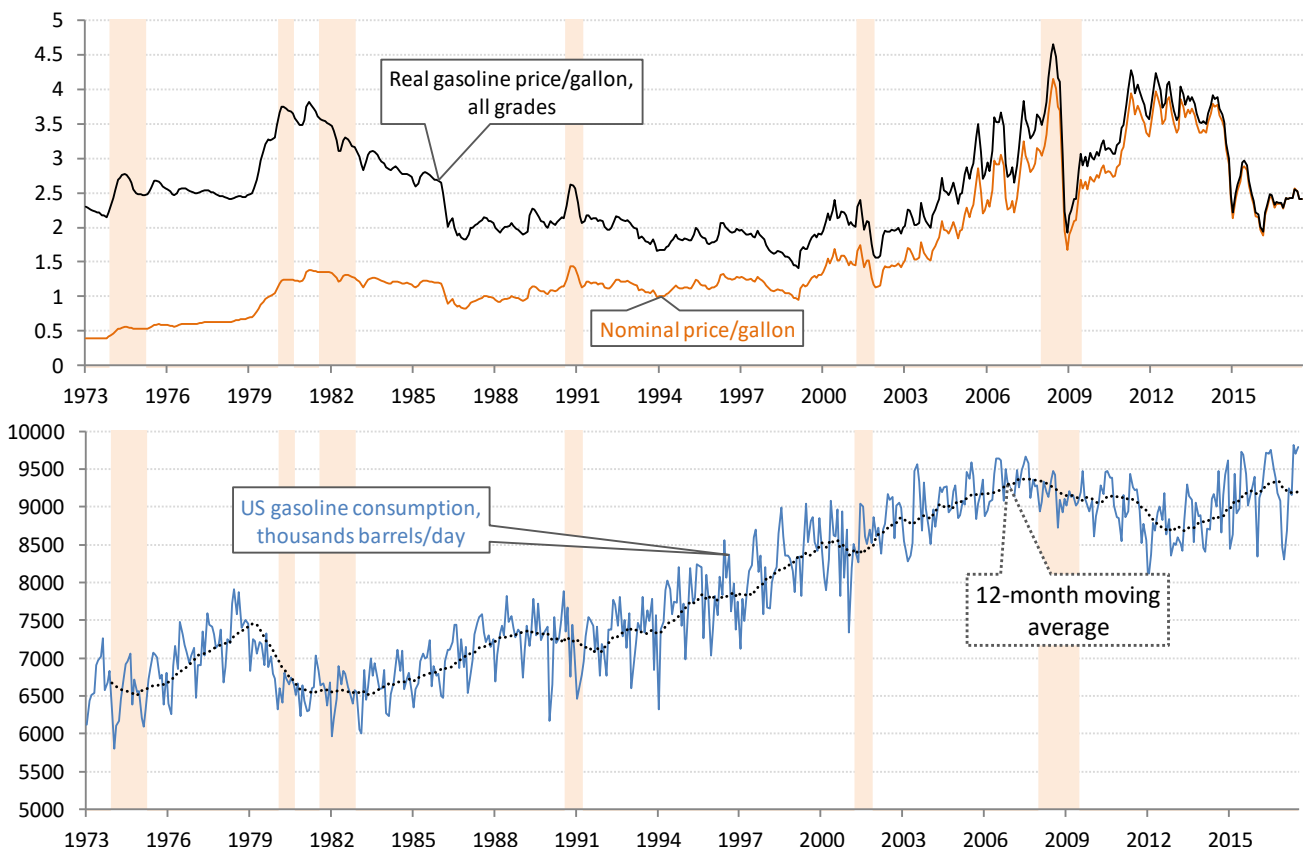 5
4.5
4
3.5
3
2.5
2
1.5
1
0.5
0
Real gasoline price/gallon,
all grades
Nominal price/gallon
1973 1976 1979 1982 1985 1988 1991 1994 1997 2000 2003 2006 2009 2012 2015
10000
9500
9000
8500
8000
7500
7000
6500
6000
5500
5000
US gasoline consumption,
thousands barrels/day
12-month moving
average
1973 1976 1979 1982 1985 1988 1991 1994 1997 2000 2003 2006 2009 2012 2015